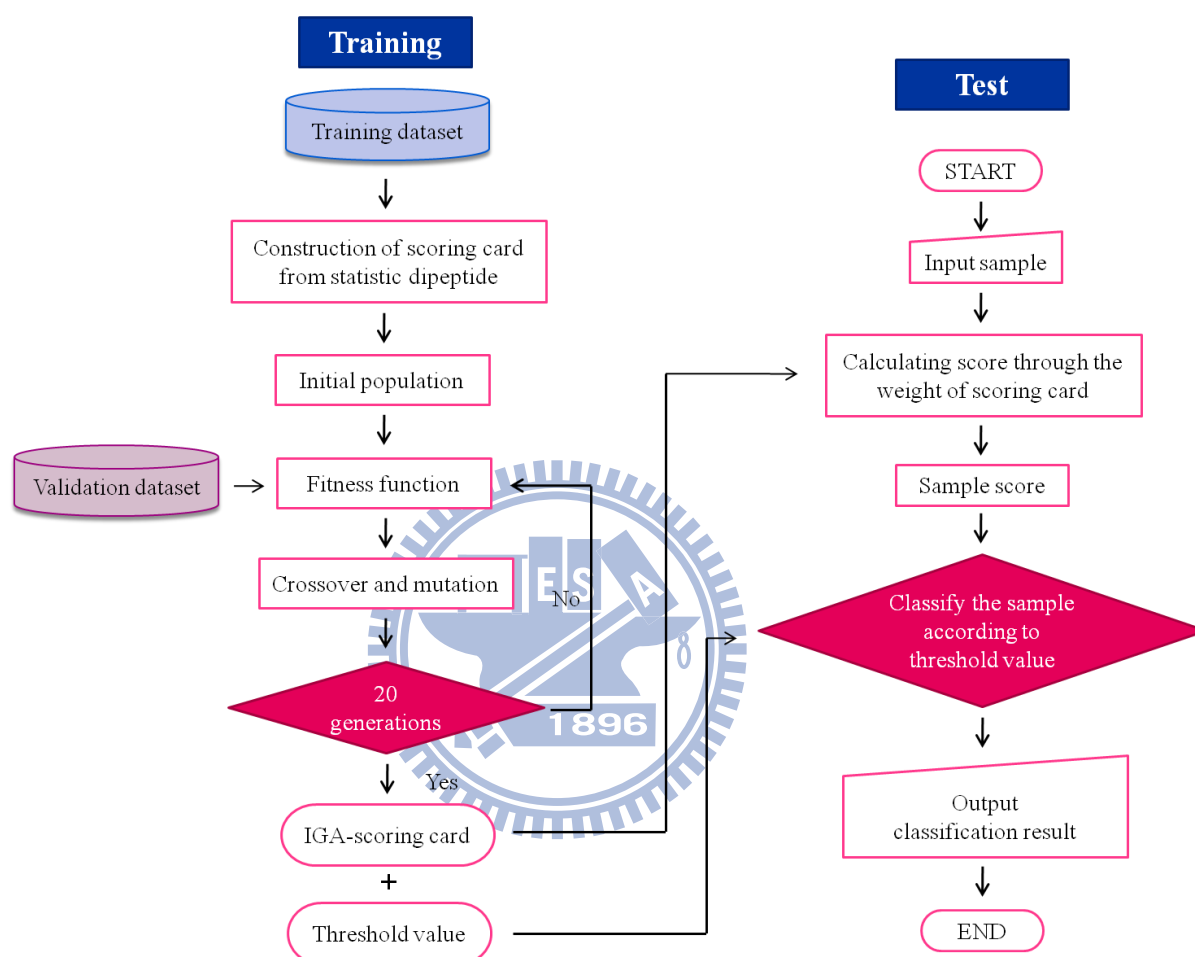 Training
Training dataset
Construction of scoring card
from statistic dipeptide
Initial population
Validation dataset
Fitness function
Crossover and mutation
No
20
generations
Yes
IGA-scoring card
+
Threshold value
Test
START
Input sample
Calculating score through the
weight of scoring card
Sample score
Classify the sample
according to
threshold value
Output
classification result
END
E S A
8
1896